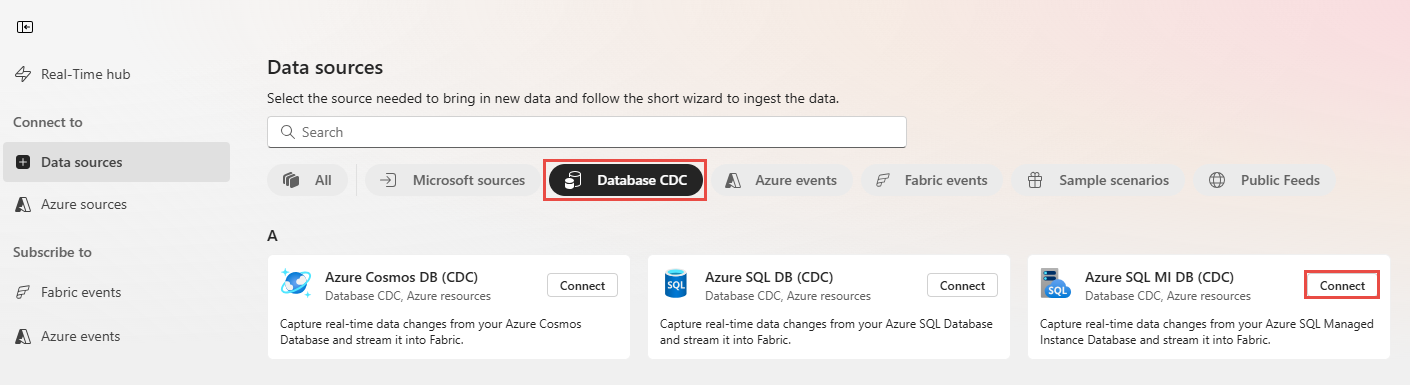 Real-Time hub
Connect to
Data sources
Azure sources
Subscribe to
Fabric events
Azure events
Data sources
Select the source needed to bring in new data and follow the short wizard to ingest the data.
Search
All
Microsoft sources
Database CDC
Azure events
Fabric events
Sample scenarios
Public Feeds
A
Azure Cosmos DB (CDC)
Database CDC, Azure resources
Connect
Capture real-time data changes from your Azure Cosmos
Database and stream it into Fabric.
SQL
Azure SQL DB (CDC)
Database CDC, Azure resources
Connect
Capture real-time data changes from your Azure SQL Database
and stream it into Fabric.
SQL
Azure SQL MI DB (CDC)
Database CDC, Azure resources
Connect
Capture real-time data changes from your Azure SQL Managed
Instance Database and stream it into Fabric.